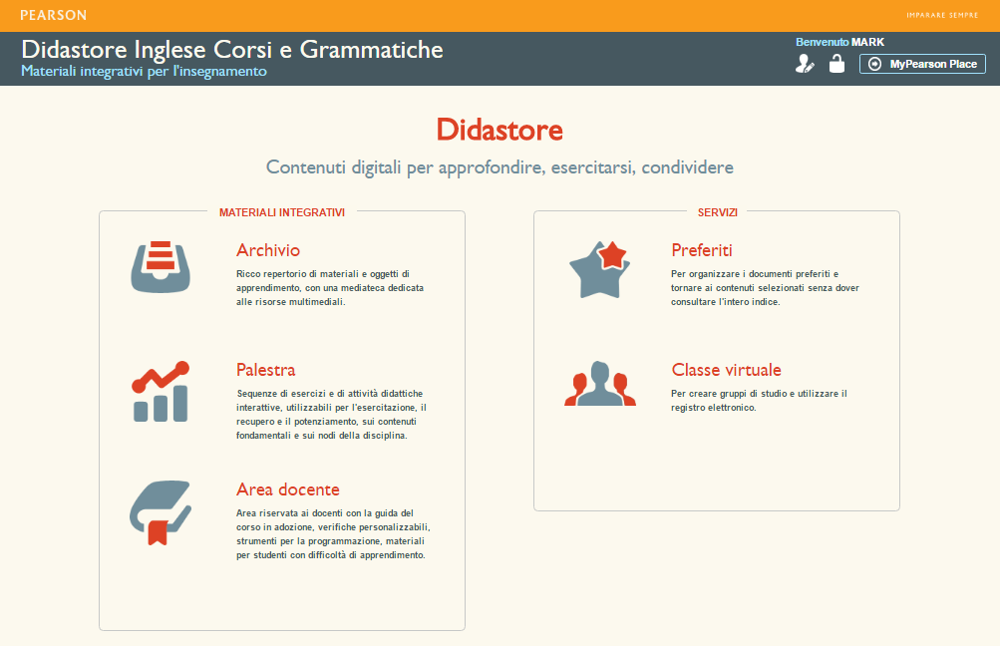 PEARSON
IMPARARE SEMPRE
Didastore Inglese Corsi e Grammatiche
Materiali integrativi per l'insegnamento
Benvenuto MARK
MyPearson Place
Didastore
Contenuti digitali per approfondire, esercitarsi, condividere
MATERIALI INTEGRATIVI
Archivio
Ricco repertorio di materiali e oggetti di
apprendimento, con una mediateca dedicata
alle risorse multimediali.
Palestra
Sequenze di esercizi e di attività didattiche
interattive, utilizzabili per l'esercitazione, il
recupero e il potenziamento, sui contenuti
fondamentali e sui nodi della disciplina.
Area docente
Area riservata ai docenti con la guida del
corso in adozione, verifiche personalizzabili,
strumenti per la programmazione, materiali
per studenti con difficoltà di apprendimento.
SERVIZI
Preferiti
Per organizzare i documenti preferiti e
tornare ai contenuti selezionati senza dover
consultare l'intero indice.
Classe virtuale
Per creare gruppi di studio e utilizzare il
registro elettronico.